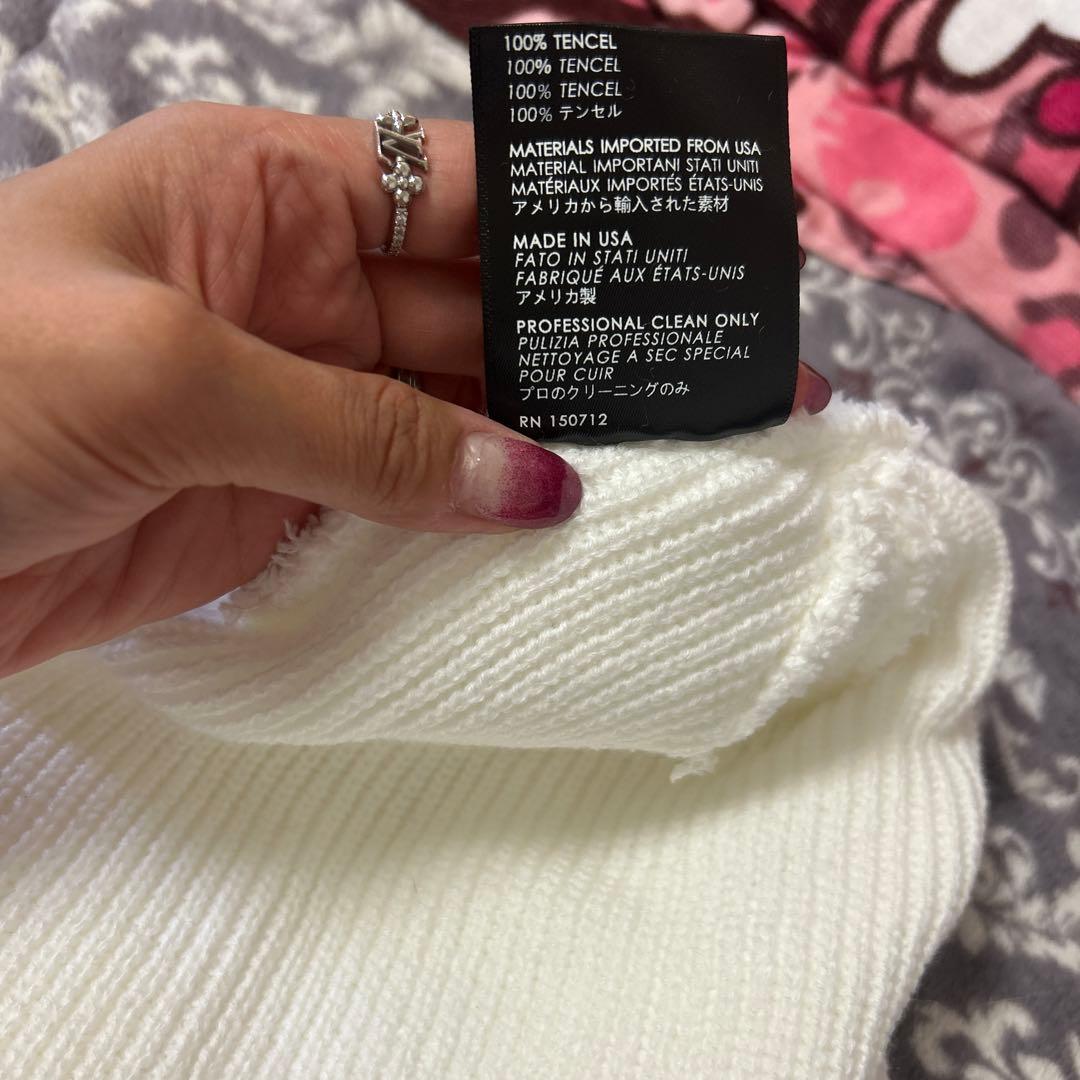 100% TENCEL
100% TENCEL
100% TENCEL
100% テンセル
MATERIALS IMPORTED FROM USA
MATERIAL IMPORTANI STATI UNITI
MATÉRIAUX IMPORTÉS ÉTATS-UNIS
アメリカから輸入された素材
MADE IN USA
FATO IN STATI UNITI
FABRIQUÉ AUX ÉTATS-UNIS
アメリカ製
PROFESSIONAL CLEAN ONLY
PULIZIA PROFESSIONALE
NETTOYAGE A SEC SPECIAL
POUR CUIR
プロのクリーニングのみ
RN 150712